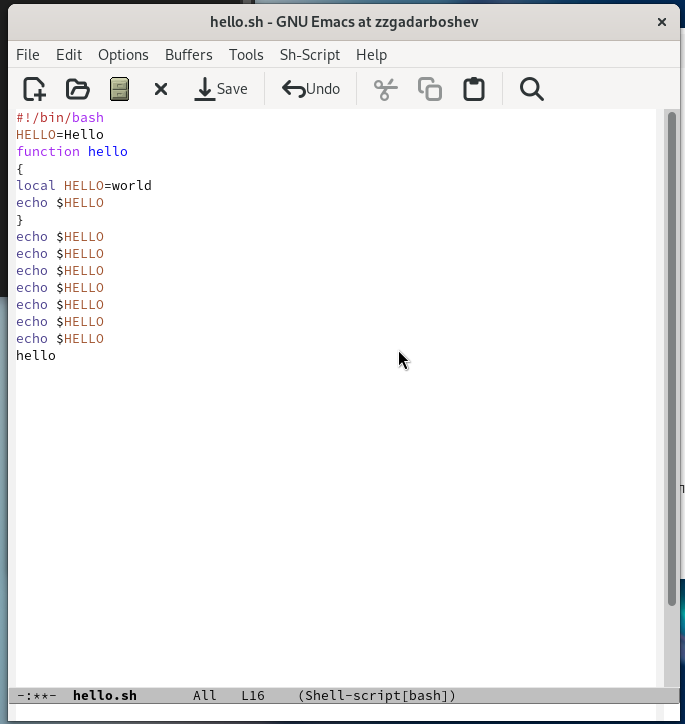 hello.sh - GNU Emacs at zzgadarboshev
File Edit Options Buffers Tools Sh-Script Help
Save Undo
#!/bin/bash
HELLO=Hello
function hello
{
local HELLO=world
echo $HELLO
}
echo $HELLO
echo $HELLO
echo $HELLO
echo $HELLO
echo $HELLO
echo $HELLO
echo $HELLO
hello
-:**- hello.sh All L16 (Shell-script[bash])